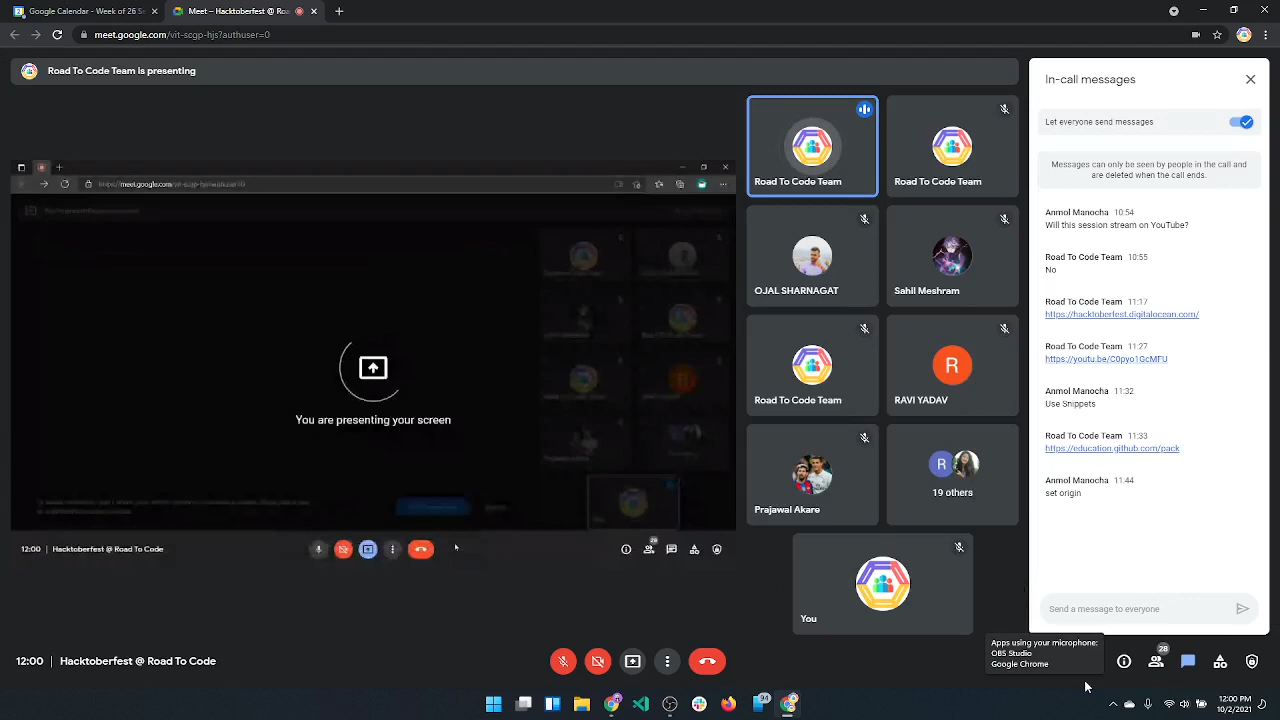 Google Calendar - Week of 26 Se
Meet – Hacktoberfest @ Ro
meet.google.com/vit-scgp-hjs?authuser=0
Road To Code Team is presenting
You are presenting your screen
12:00 | Hacktoberfest @ Road To Code
28
Road To Code Team
Road To Code Team
OJAL SHARNAGAT
Sahil Meshram
Road To Code Team
R
RAVI YADAV
Prajawal Akare
R
19 others
You
In-call messages
Let everyone send messages
Messages can only be seen by people in the call and
are deleted when the call ends.
Anmol Manocha 10:54
Will this session stream on YouTube?
Road To Code Team 10:55
No
Road To Code Team 11:17
https://hacktoberfest.digitalocean.com/
Road To Code Team 11:27
https://youtu.be/C0pyo1GcMFU
Anmol Manocha 11:32
Use Snippets
Road To Code Team 11:33
https://education.github.com/pack
Anmol Manocha 11:44
set origin
Send a message to everyone
Apps using your microphone:
OBS Studio
Google Chrome
12:00 | Hacktoberfest @ Road To Code
28
94
12:00 PM
10/2/2021